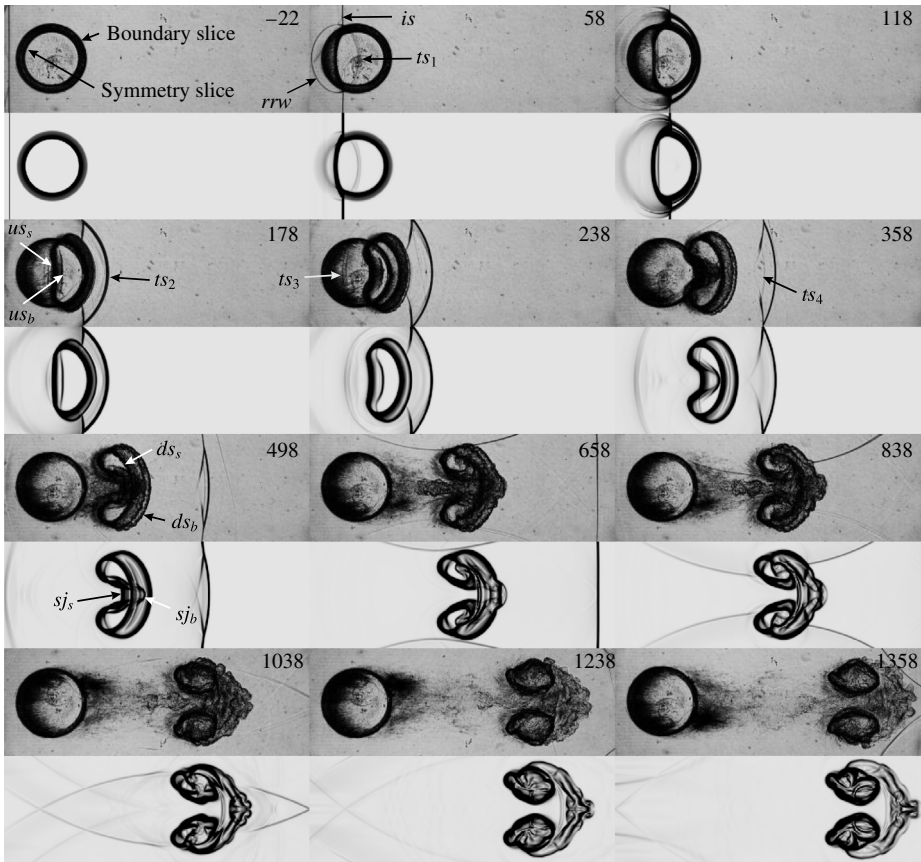 −22
Boundary slice
Symmetry slice
is
58
ts1
rrw
118
uss
178
ts2
usb
238
ts3
358
ts4
dss
498
dsb
658
838
sjs
sjb
1038
1238
1358